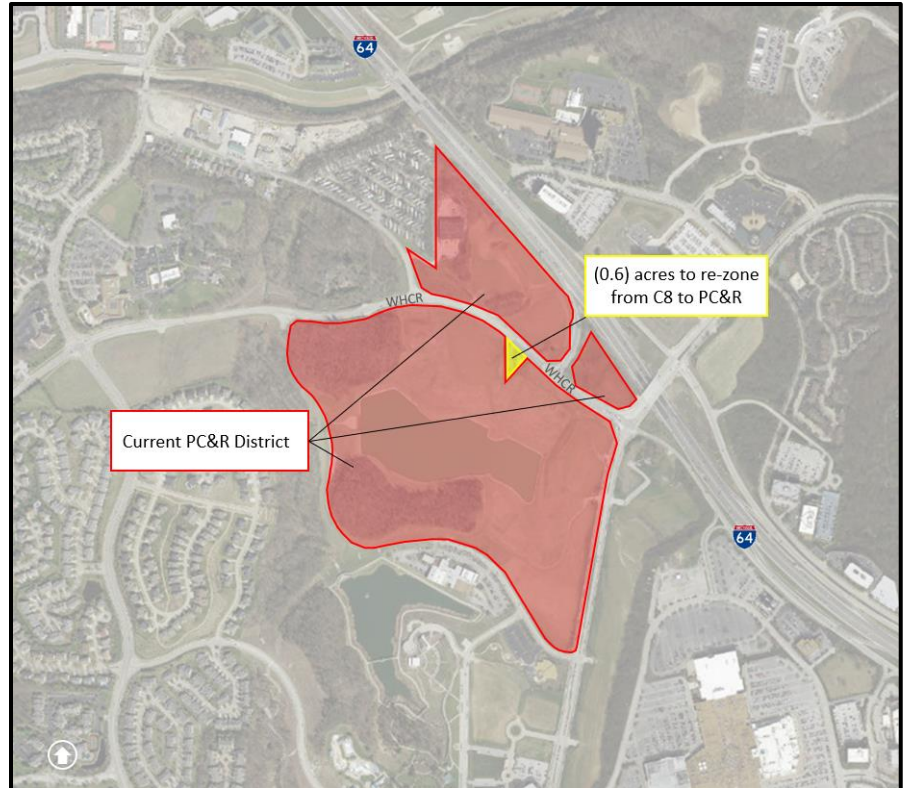 64
(0.6) acres to re-zone
from C8 to PC&R
WHCR
WHCR
Current PC&R District
64